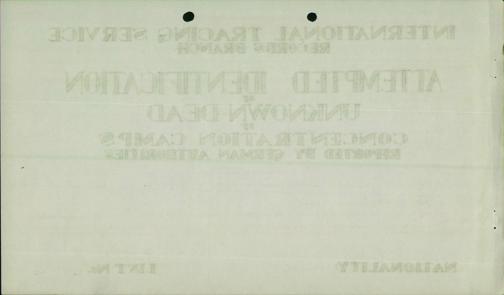 INTERNATIONAL TRACING SERVICE
RECORDS BRANCH
ATTEMPTED IDENTIFICATION
OF
UNKNOWN DEAD
IN
CONCENTRATION CAMPS
REPORTED BY GERMAN AUTHORITIES
NATIONALITY
LIST No.